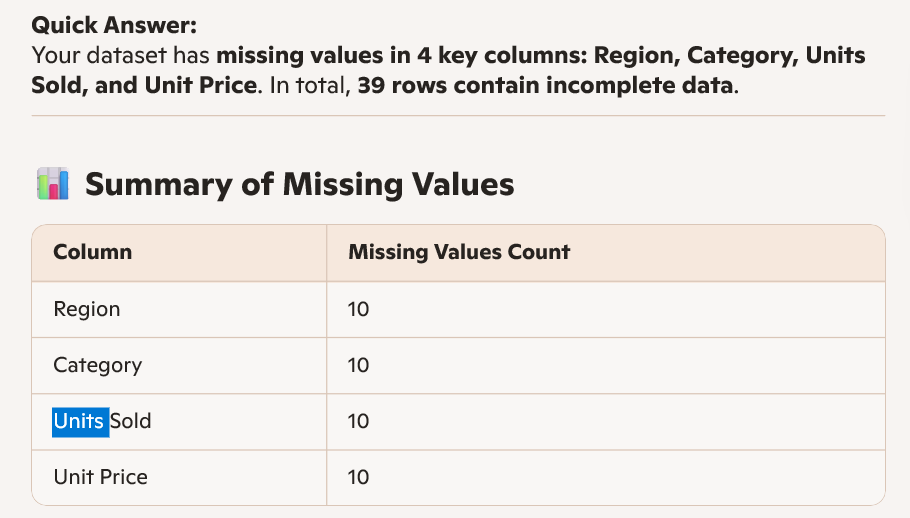 Quick Answer:
Your dataset has missing values in 4 key columns: Region, Category, Units
Sold, and Unit Price. In total, 39 rows contain incomplete data.
Summary of Missing Values
Column Missing Values Count
Region 10
Category 10
Units Sold 10
Unit Price 10